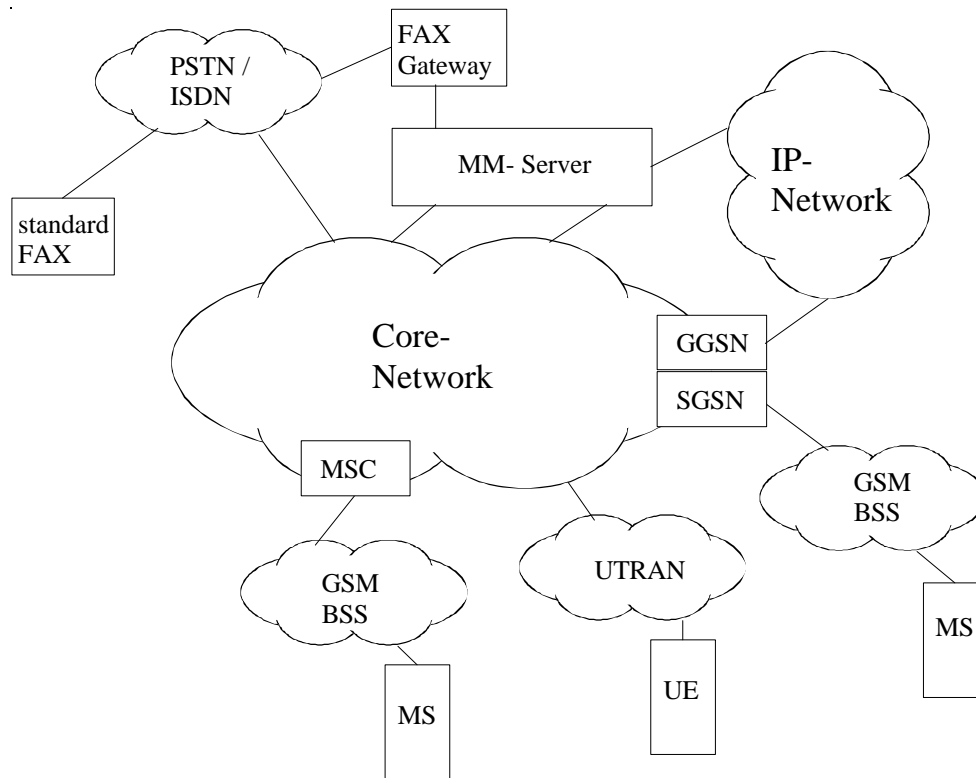 FAX
Gateway
PSTN /
ISDN
MM- Server
IP-
Network
standard
FAX
Core-
Network
GGSN
SGSN
MSC
GSM
BSS
GSM
BSS
UTRAN
MS
UE
MS